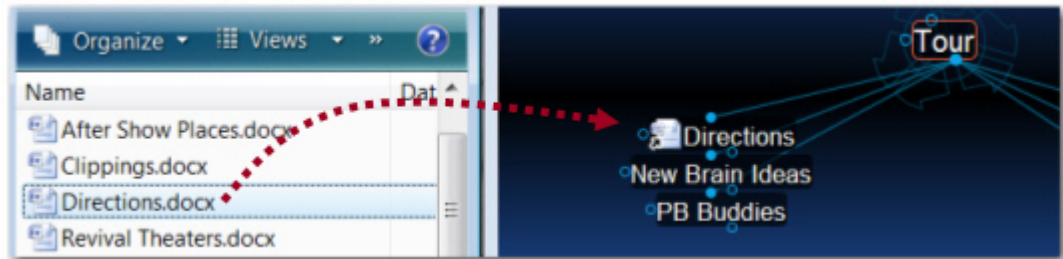 Organize Views »
Name Dat
After Show Places.docx
Clippings.docx
Directions.docx
Revival Theaters.docx
Tour
Directions
New Brain Ideas
PB Buddies